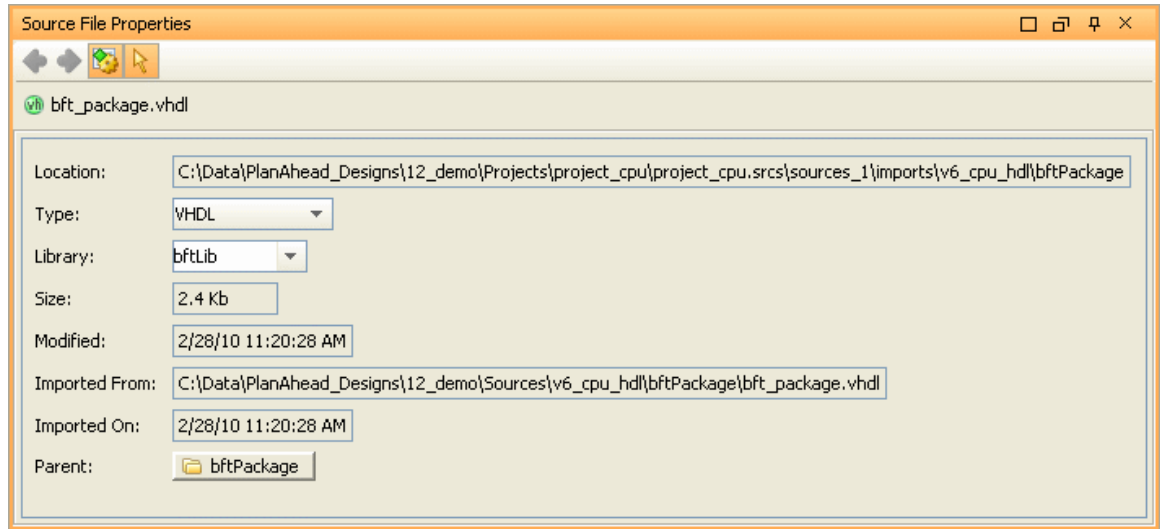 Source File Properties
vh bft_package.vhdl
Location: C:\Data\PlanAhead_Designs\12_demo\Projects\project_cpu\project_cpu.srcs\sources_1\imports\v6_cpu_hdl\bftPackage
Type: VHDL
Library: bftLib
Size: 2.4 Kb
Modified: 2/28/10 11:20:28 AM
Imported From: C:\Data\PlanAhead_Designs\12_demo\Sources\v6_cpu_hdl\bftPackage\bft_package.vhdl
Imported On: 2/28/10 11:20:28 AM
Parent: bftPackage